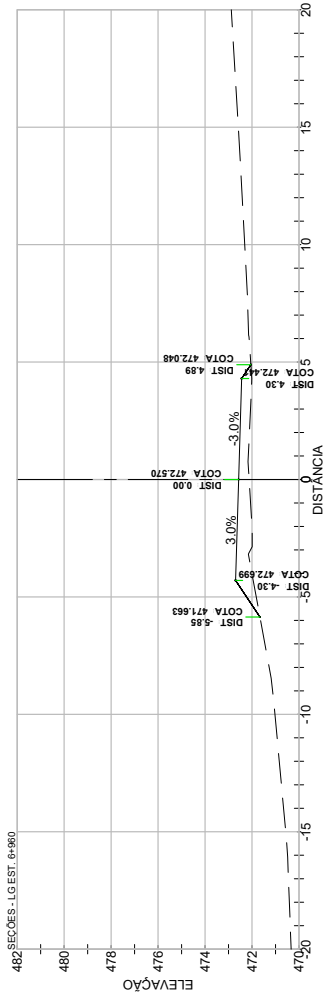 SEÇÕES - LG EST. 6+960
482
480
478
476
474
472
470
ELEVAÇÃO
DIST -5.85
COTA 471.663
DIST -4.30
COTA 472.699
3.0%
DIST 0.00
COTA 472.570
-3.0%
DIST 4.30
COTA 472.441
DIST 4.89
COTA 472.048
-20
-15
-10
-5
0
5
10
15
20
DISTÂNCIA